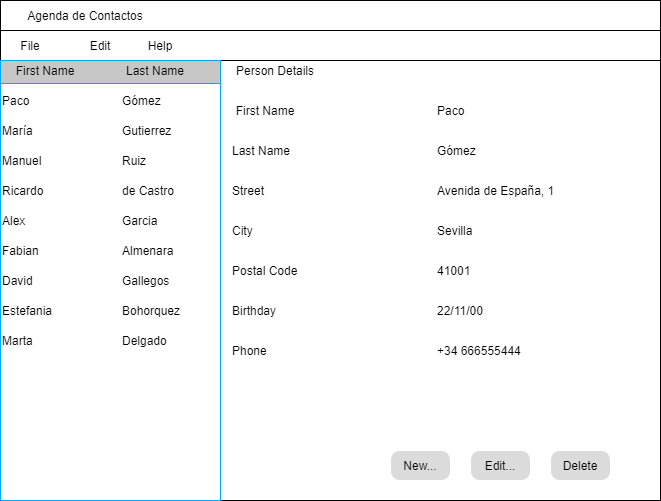 Agenda de Contactos
File Edit Help
First Name Last Name
Paco Gómez
María Gutierrez
Manuel Ruiz
Ricardo de Castro
Alex Garcia
Fabian Almenara
David Gallegos
Estefania Bohorquez
Marta Delgado
Person Details
First Name Paco
Last Name Gómez
Street Avenida de España, 1
City Sevilla
Postal Code 41001
Birthday 22/11/00
Phone +34 666555444
New... Edit... Delete